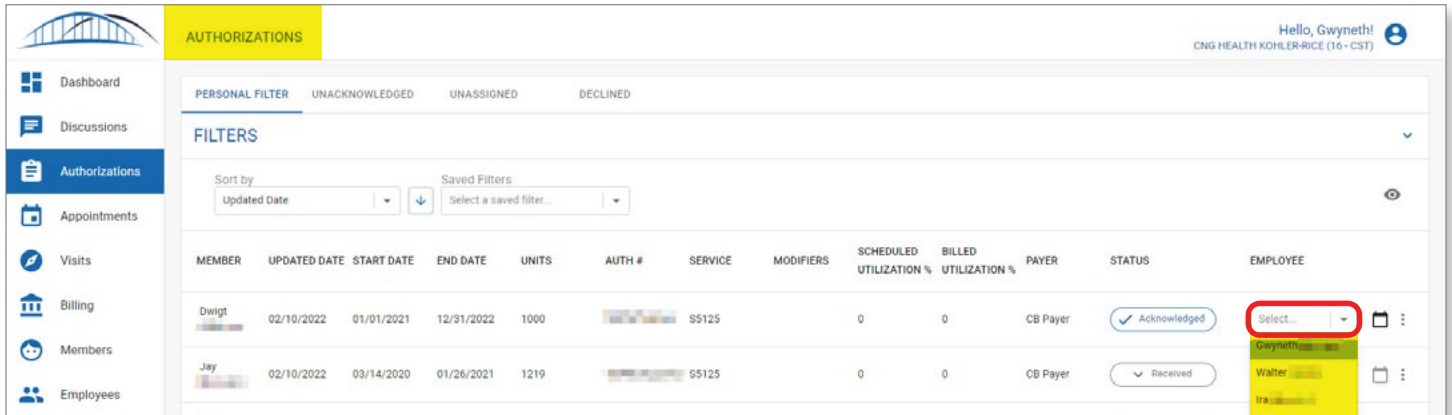 AUTHORIZATIONS
Hello, Gwyneth!
CNG HEALTH KOHLER-RICE (16 - CST)
Dashboard
Discussions
Authorizations
Appointments
Visits
Billing
Members
Employees
PERSONAL FILTER UNACKNOWLEDGED UNASSIGNED DECLINED
FILTERS
Sort by Saved Filters
Updated Date Select a saved filter...
MEMBER UPDATED DATE START DATE END DATE UNITS AUTH # SERVICE MODIFIERS SCHEDULED UTILIZATION % BILLED UTILIZATION % PAYER STATUS EMPLOYEE
Dwigt 02/10/2022 01/01/2021 12/31/2022 1000 S5125 0 0 CB Payer Acknowledged Select...
Gwyneth
Jay 02/10/2022 03/14/2020 01/26/2021 1219 S5125 0 0 CB Payer Received Walter
Ira